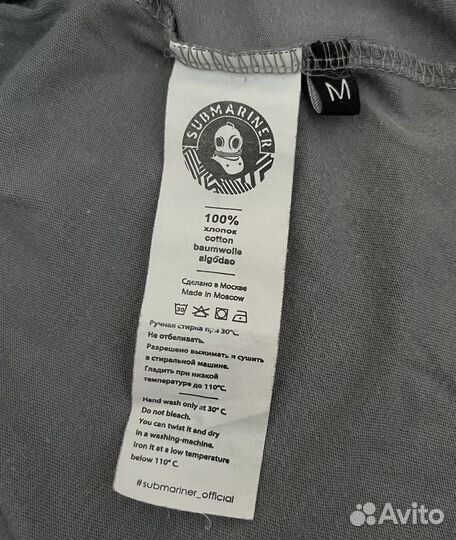 SUBMARINER
M
100%
хлопок
cotton
baumwolle
algodão
Сделано в Москве
Made in Moscow
30
Ручная стирка при 30°С.
Не отбеливать.
Разрешено выжимать и сушить
в стиральной машине.
Гладить при низкой
температуре до 110°С.
Hand wash only at 30° C.
Do not bleach.
You can twist it and dry
in a washing-machine.
Iron it at a low temperature
below 110° C.
#submariner_official
Avito